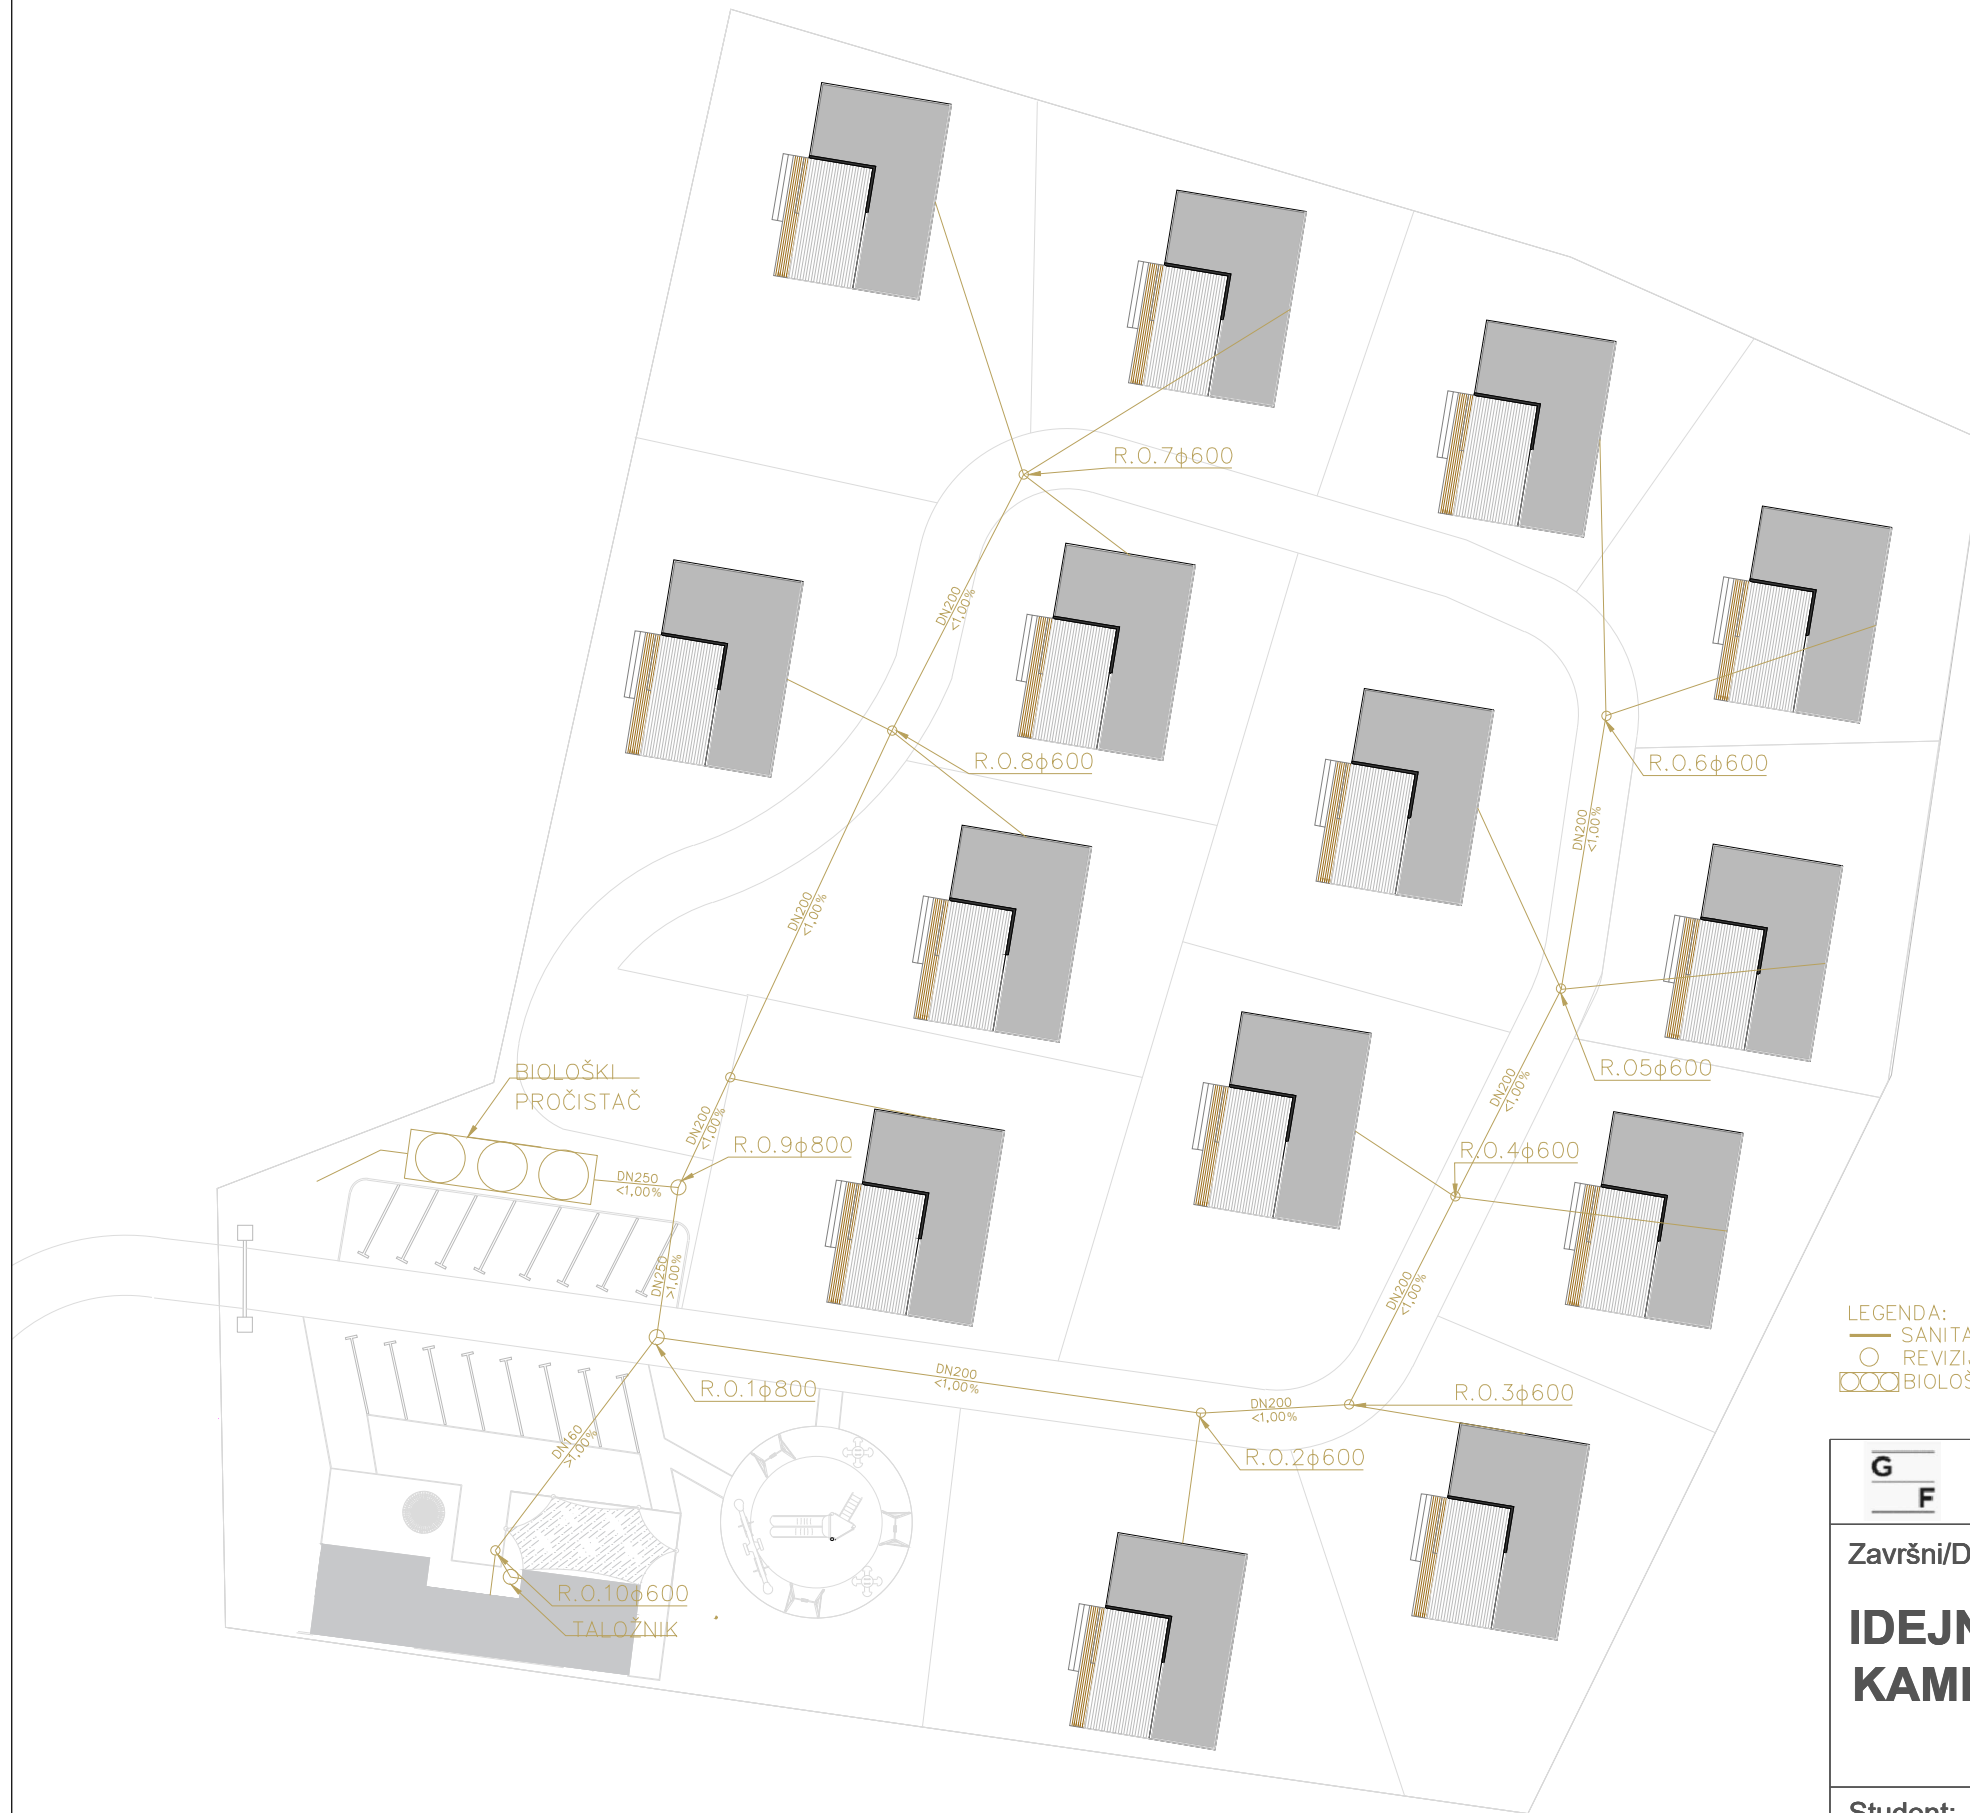 R.O.7ϕ600
DN200
<1,00%
R.O.8ϕ600
R.O.6ϕ600
DN200
<1,00%
DN200
<1,00%
BIOLOŠKI
PROČISTAČ
R.O5ϕ600
DN200
<1,00%
DN200
<1,00%
R.O.9ϕ800
R.O.4ϕ600
DN250
<1,00%
DN250
>1,00%
DN200
<1,00%
LEGENDA:
SANITA
REVIZI
BIOLOŠ
R.O.1ϕ800
DN200
<1,00%
DN200
<1,00%
R.O.3ϕ600
DN160
>1,00%
R.O.2ϕ600
G
F
Završni/D
R.O.10ϕ600
TALOŽNIK
IDEJN
KAMI
Student: